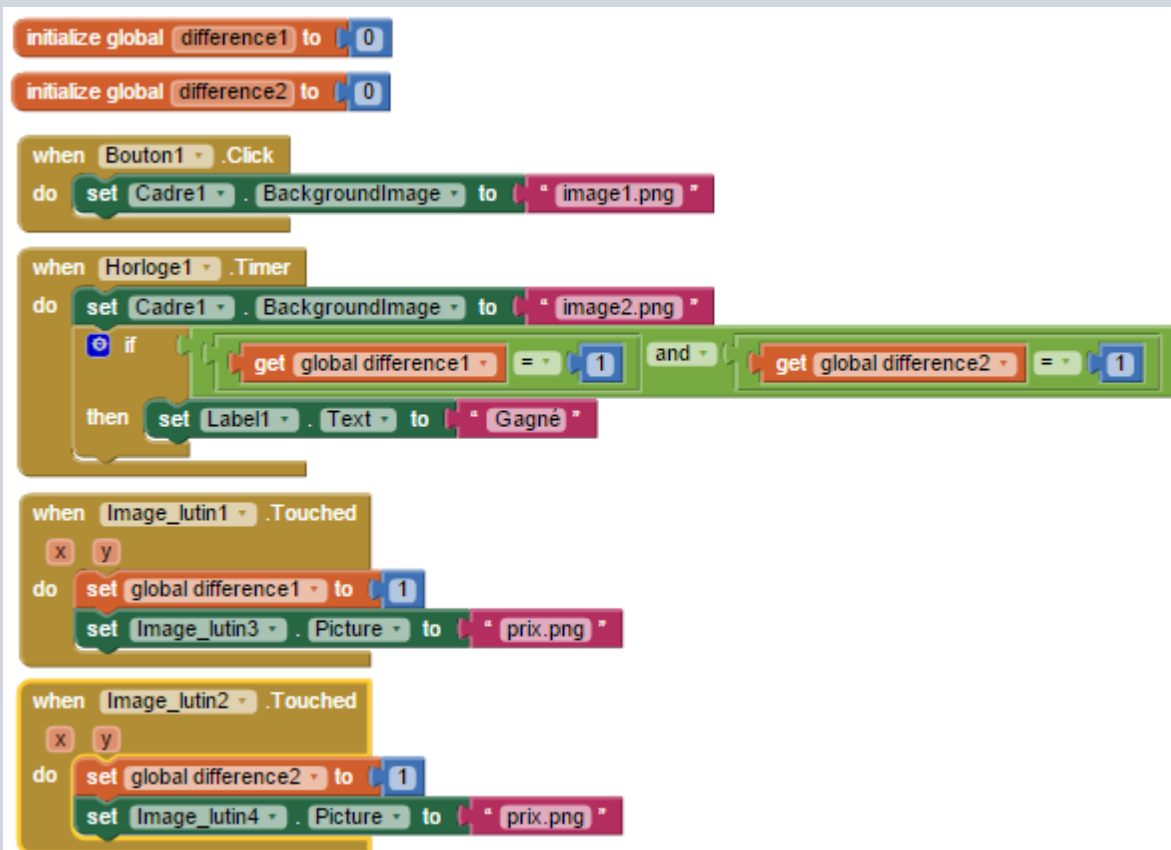 initialize global difference1 to 0
initialize global difference2 to 0
when Bouton1 .Click
do set Cadre1 . BackgroundImage to " image1.png "
when Horloge1 .Timer
do set Cadre1 . BackgroundImage to " image2.png "
if get global difference1 = 1 and get global difference2 = 1
then set Label1 . Text to " Gagné "
when Image_lutin1 .Touched
x y
do set global difference1 to 1
set Image_lutin3 . Picture to " prix.png "
when Image_lutin2 .Touched
x y
do set global difference2 to 1
set Image_lutin4 . Picture to " prix.png "